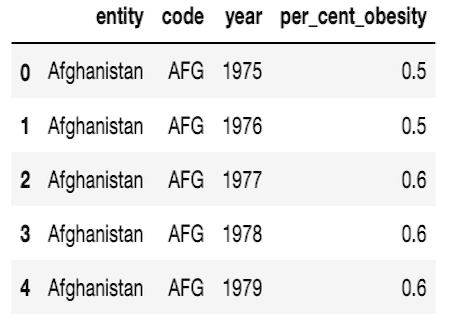 entity code year per_cent_obesity
0 Afghanistan AFG 1975 0.5
1 Afghanistan AFG 1976 0.5
2 Afghanistan AFG 1977 0.6
3 Afghanistan AFG 1978 0.6
4 Afghanistan AFG 1979 0.6